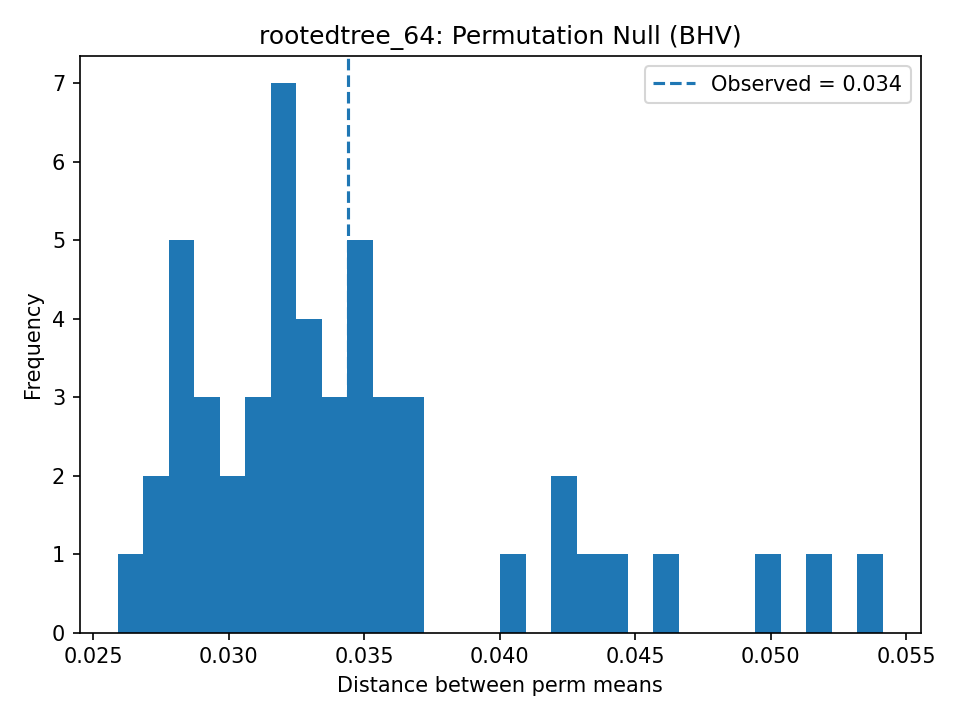 rootedtree_64: Permutation Null (BHV)
Observed = 0.034
Frequency
7
6
5
4
3
2
1
0
0.025 0.030 0.035 0.040 0.045 0.050 0.055
Distance between perm means